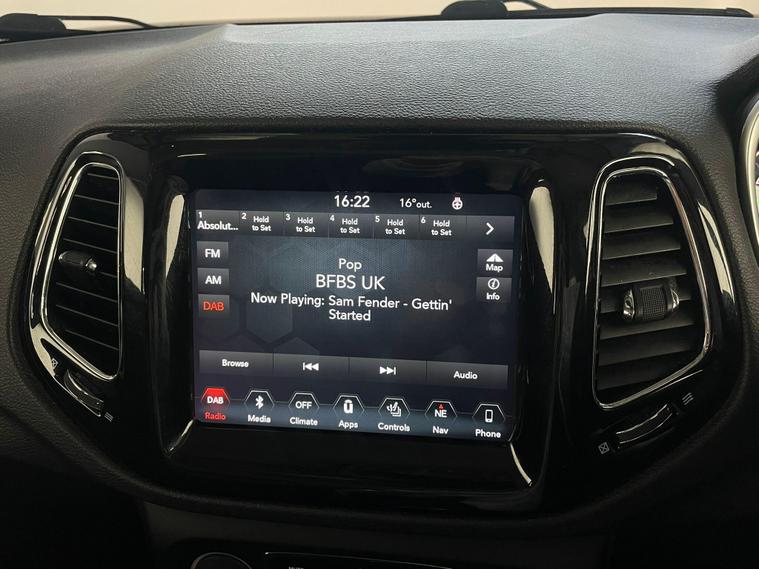 16:22 16°out.
1 Absolut... 2 Hold to Set 3 Hold to Set 4 Hold to Set 5 Hold to Set 6 Hold to Set
FM
AM
DAB
Pop
BFBS UK
Now Playing: Sam Fender - Gettin'
Started
Map
Info
Browse
Audio
DAB OFF NE
Radio Media Climate Apps Controls Nav Phone